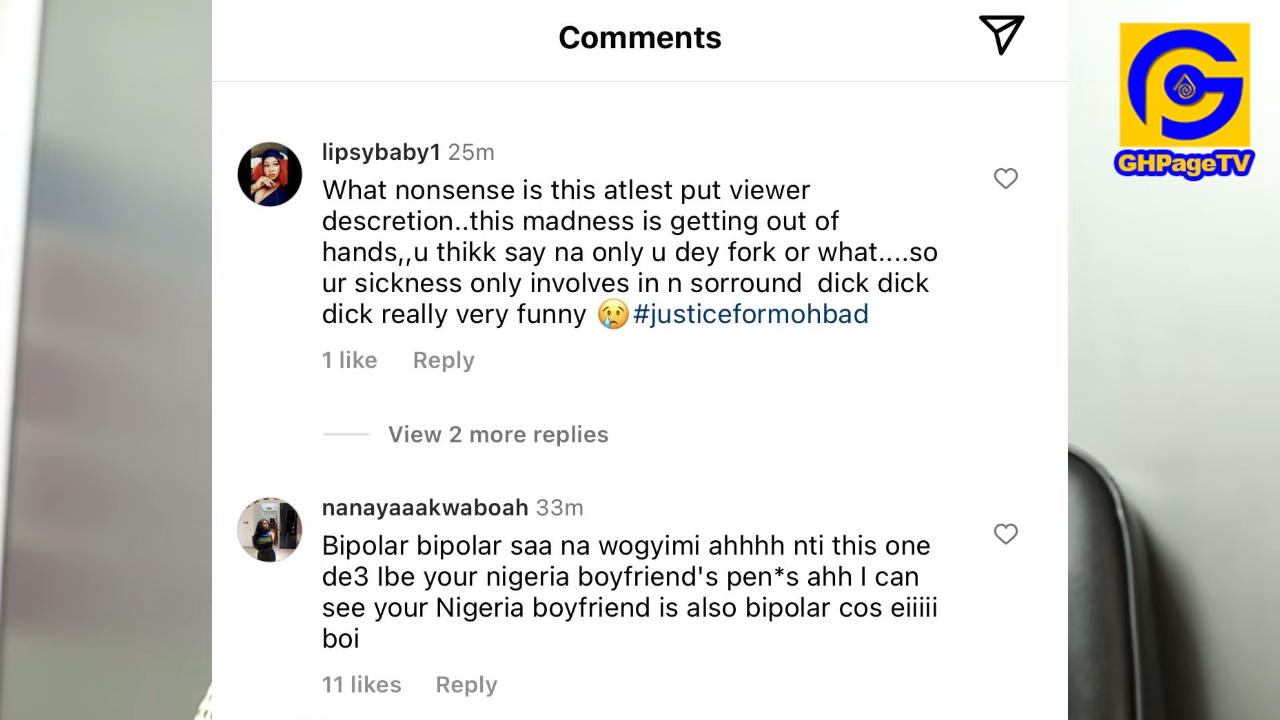 Comments
GHPageTV
lipsybaby1 25m
What nonsense is this atlest put viewer
descretion..this madness is getting out of
hands,,u thikk say na only u dey fork or what....so
ur sickness only involves in n sorround dick dick
dick really very funny 😢 #justiceformohbad
1 like Reply
View 2 more replies
nanayaaakwaboah 33m
Bipolar bipolar saa na wogyimi ahhhh nti this one
de3 Ibe your nigeria boyfriend's pen*s ahh I can
see your Nigeria boyfriend is also bipolar cos eiiiii
boi
11 likes Reply